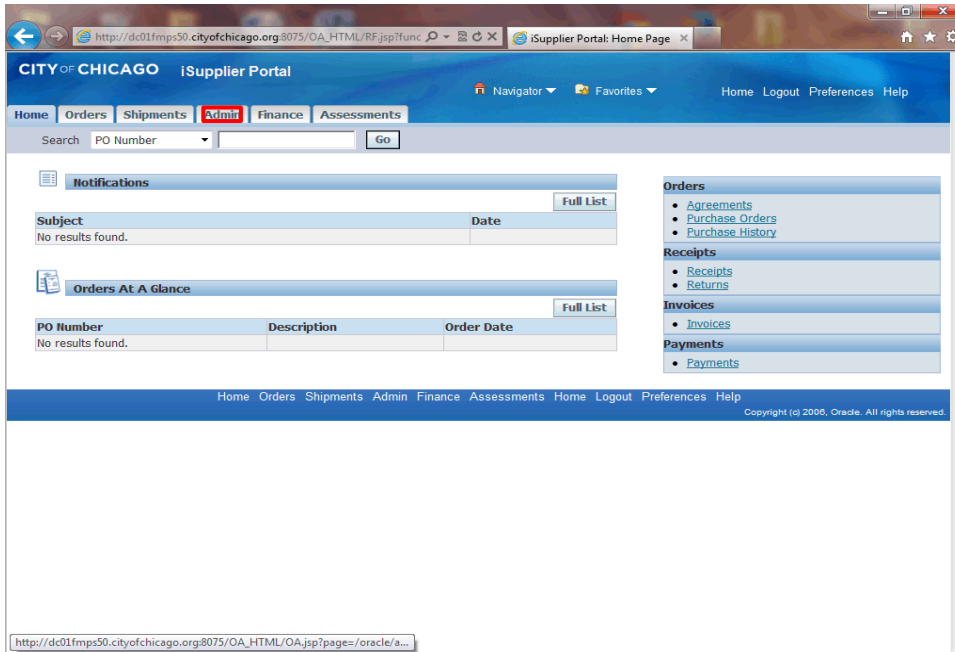 http://dc01fmps50.cityofchicago.org:8075/OA_HTML/RF.jsp?func
iSupplier Portal: Home Page
CITY OF CHICAGO iSupplier Portal
Navigator Favorites Home Logout Preferences Help
Home Orders Shipments Admin Finance Assessments
Search PO Number Go
Notifications
Full List
Subject Date
No results found.
Orders At A Glance
Full List
PO Number Description Order Date
No results found.
Orders
Agreements
Purchase Orders
Purchase History
Receipts
Receipts
Returns
Invoices
Invoices
Payments
Payments
Home Orders Shipments Admin Finance Assessments Home Logout Preferences Help
Copyright (c) 2006, Oracle. All rights reserved.
http://dc01fmps50.cityofchicago.org:8075/OA_HTML/OA.jsp?page=/oracle/a...